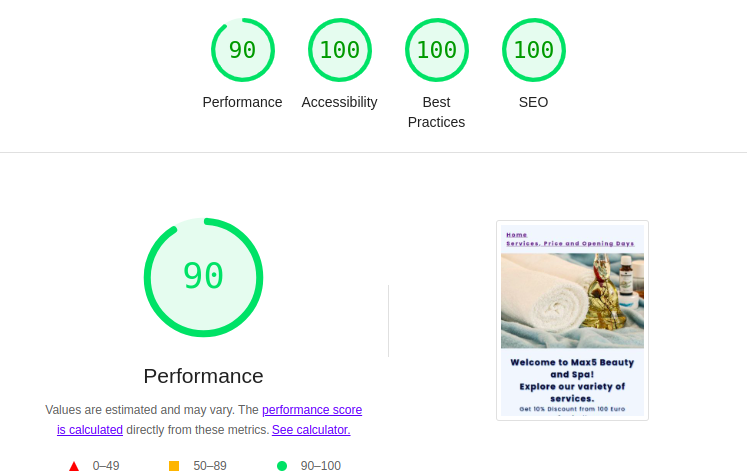 90
100
100
100
Performance
Accessibility
Best
Practices
SEO
90
Performance
Values are estimated and may vary. The performance score
is calculated directly from these metrics. See calculator.
0–49
50–89
90–100
Home
Services, Price and Opening Days
Welcome to Max5 Beauty
and Spa!
Explore our variety of
services.
Get 10% Discount from 100 Euro